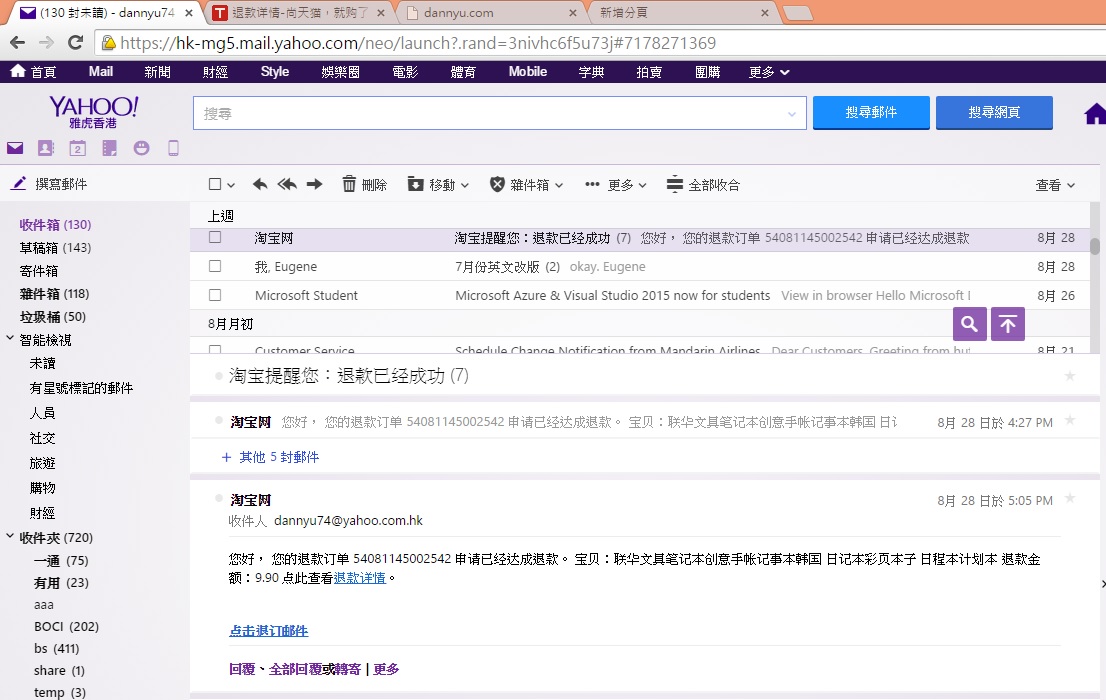 (130 封未讀) - dannyu74 ×
T 退款详情-尚天猫，就购了 ×
dannyu.com ×
新增分頁 ×
https://hk-mg5.mail.yahoo.com/neo/launch?.rand=3nivhc6f5u73j#7178271369
首頁 Mail 新聞 財經 Style 娛樂圈 電影 體育 Mobile 字典 拍賣 團購 更多
YAHOO!
雅虎香港
搜尋
搜尋郵件
搜尋網頁
2
撰寫郵件
刪除 移動 雜件箱 更多 全部收合 查看
收件箱 (130)
草稿箱 (143)
寄件箱
雜件箱 (118)
垃圾桶 (50)
智能檢視
未讀
有星號標記的郵件
人員
社交
旅遊
購物
財經
收件夾 (720)
一通 (75)
有用 (23)
aaa
BOCI (202)
bs (411)
share (1)
temp (3)
上週
淘宝网 淘宝提醒您：退款已经成功 (7) 您好， 您的退款订单 54081145002542 申请已经达成退款 8月 28
我, Eugene 7月份英文改版 (2) okay. Eugene 8月 28
Microsoft Student Microsoft Azure & Visual Studio 2015 now for students View in browser Hello Microsoft I 8月 26
8月月初
Customer Service Schedule Change Notification from Mandarin Airlines Dear Customers, Greeting from hu 8月 21
淘宝提醒您：退款已经成功 (7)
淘宝网 您好， 您的退款订单 54081145002542 申请已经达成退款。 宝贝：联华文具笔记本创意手帐记事本韩国 日 8月 28 日於 4:27 PM
+ 其他 5 封郵件
淘宝网 8月 28 日於 5:05 PM
收件人 dannyu74@yahoo.com.hk
您好， 您的退款订单 54081145002542 申请已经达成退款。 宝贝：联华文具笔记本创意手帐记事本韩国 日记本彩页本子 日程本计划本 退款金
额：9.90 点此查看退款详情。
点击退订邮件
回覆、全部回覆或轉寄 | 更多